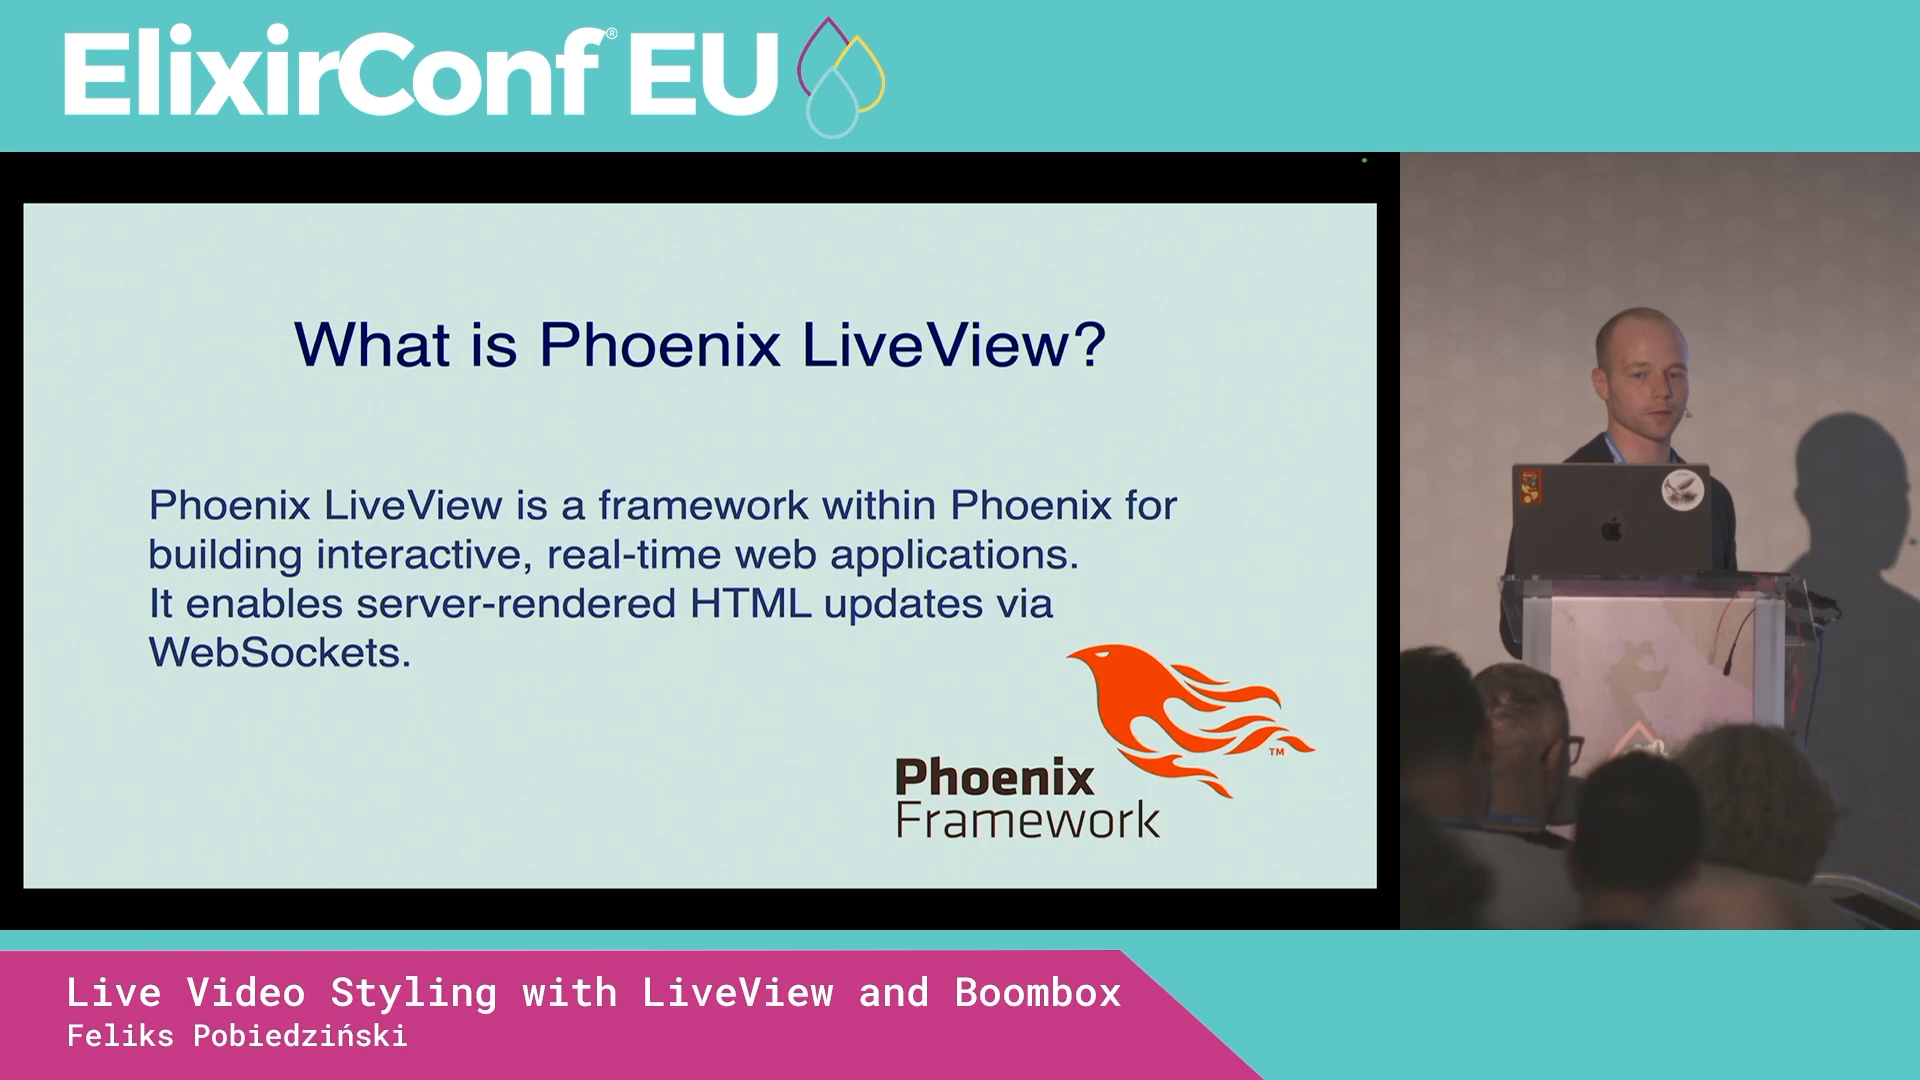 ElixirConf® EU
What is Phoenix LiveView?
Phoenix LiveView is a framework within Phoenix for
building interactive, real-time web applications.
It enables server-rendered HTML updates via
WebSockets.
TM
Phoenix
Framework
Live Video Styling with LiveView and Boombox
Feliks Pobiedziński